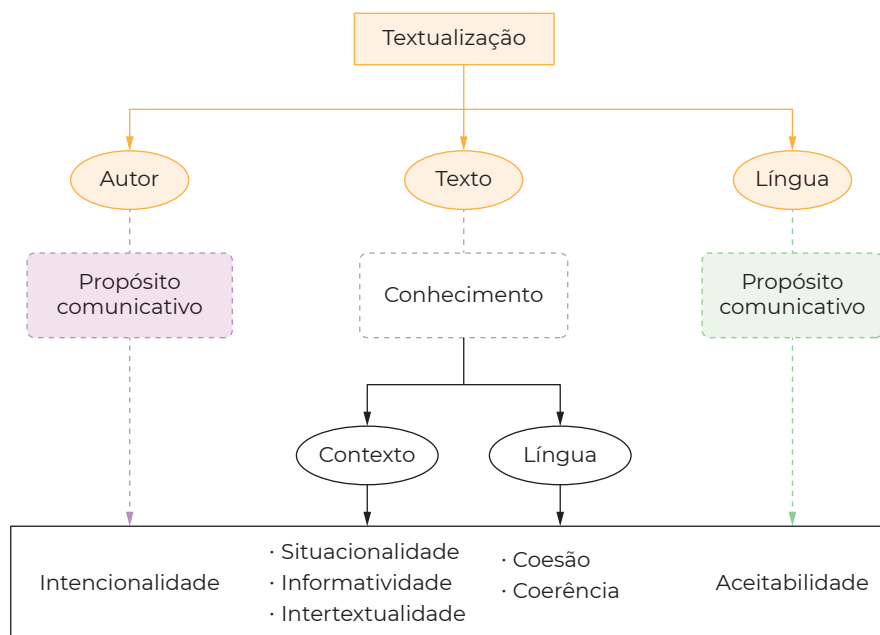 Textualização
Autor
Texto
Língua
Propósito
comunicativo
Conhecimento
Propósito
comunicativo
Contexto
Língua
Intencionalidade
· Situacionalidade
· Informatividade
· Intertextualidade
· Coesão
· Coerência
Aceitabilidade